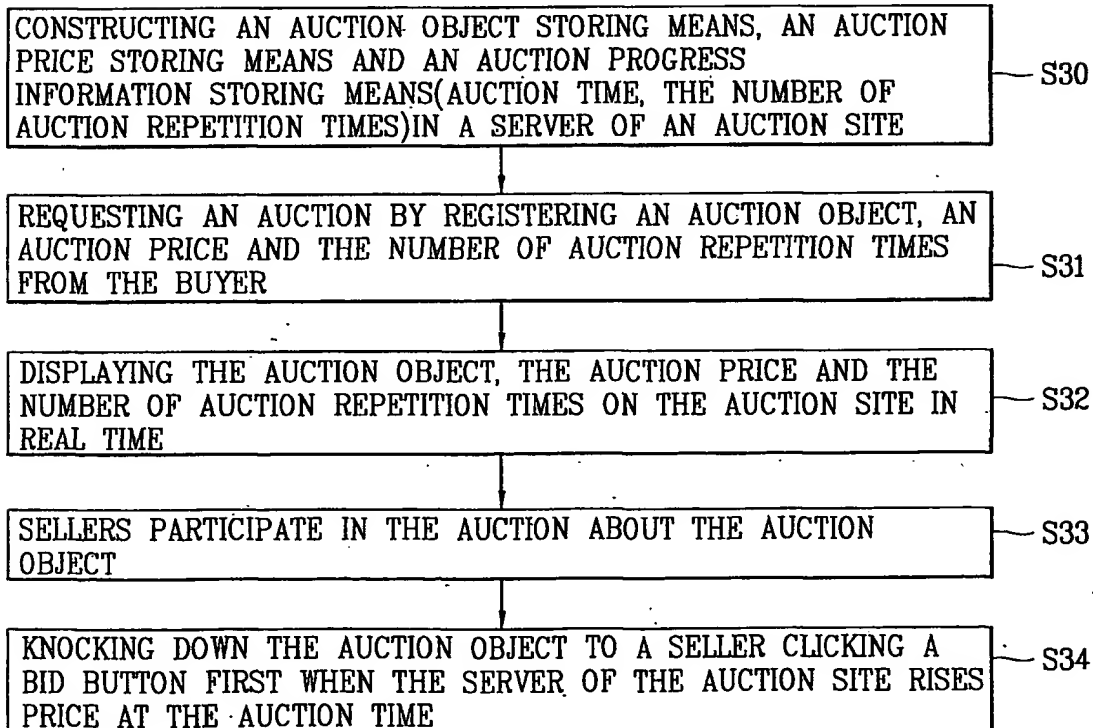 CONSTRUCTING AN AUCTION OBJECT STORING MEANS, AN AUCTION
PRICE STORING MEANS AND AN AUCTION PROGRESS
INFORMATION STORING MEANS(AUCTION TIME, THE NUMBER OF
AUCTION REPETITION TIMES)IN A SERVER OF AN AUCTION SITE
S30
REQUESTING AN AUCTION BY REGISTERING AN AUCTION OBJECT, AN
AUCTION PRICE AND THE NUMBER OF AUCTION REPETITION TIMES
FROM THE BUYER
S31
DISPLAYING THE AUCTION OBJECT, THE AUCTION PRICE AND THE
NUMBER OF AUCTION REPETITION TIMES ON THE AUCTION SITE IN
REAL TIME
S32
SELLERS PARTICIPATE IN THE AUCTION ABOUT THE AUCTION
OBJECT
S33
KNOCKING DOWN THE AUCTION OBJECT TO A SELLER CLICKING A
BID BUTTON FIRST WHEN THE SERVER OF THE AUCTION SITE RISES
PRICE AT THE AUCTION TIME
S34